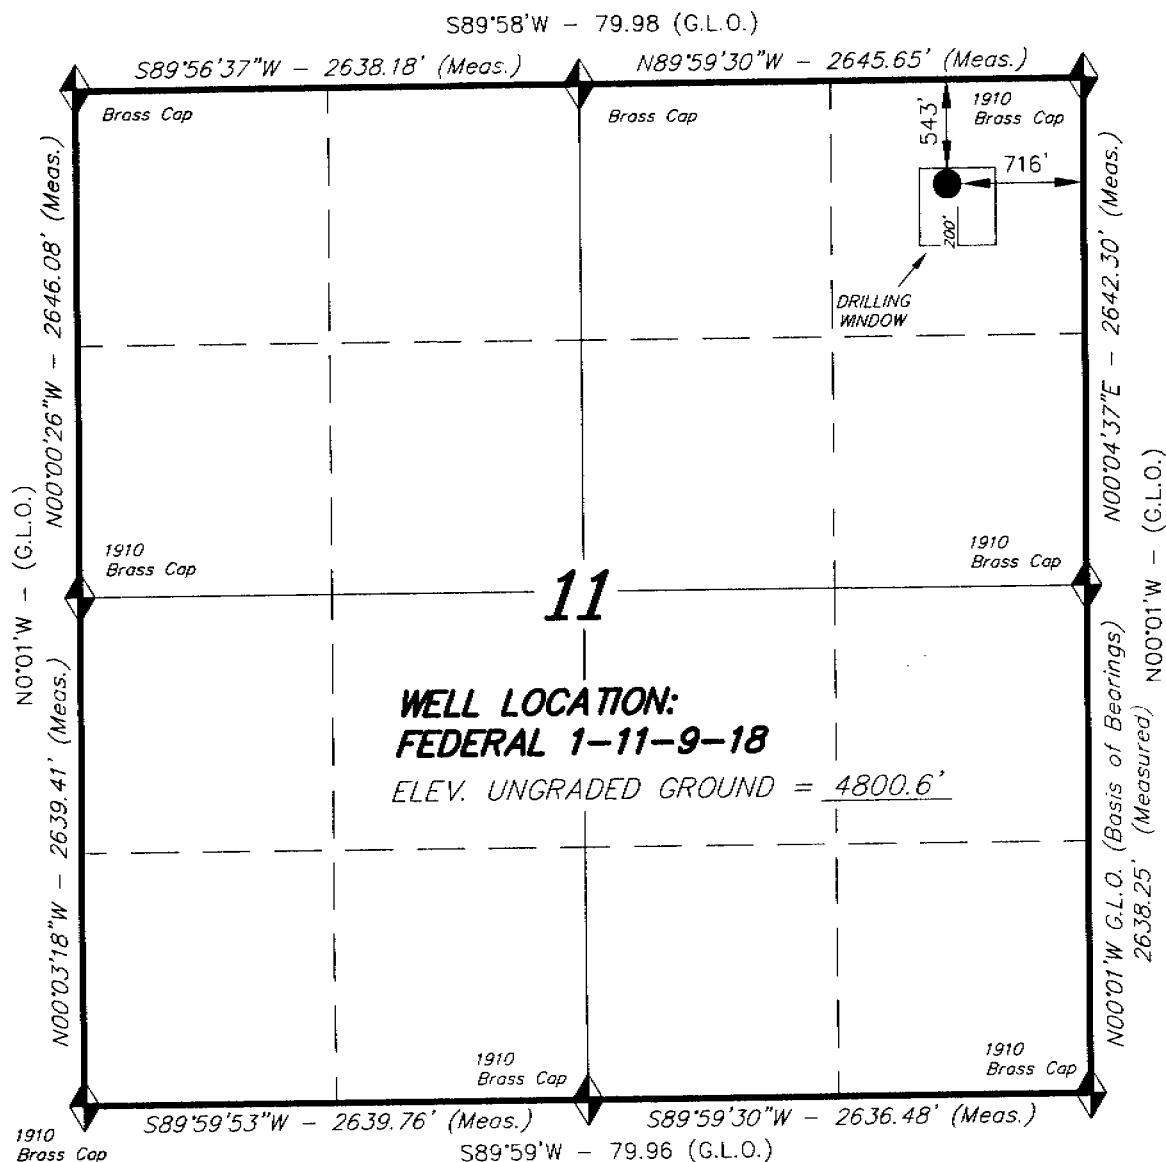 S89°58'W - 79.98 (G.L.O.)
S89°56'37"W - 2638.18' (Meas.)
N89°59'30"W - 2645.65' (Meas.)
Brass Cap
Brass Cap
1910
Brass Cap
543'
716'
200'
DRILLING
WINDOW
N00°00'26"W - 2646.08' (Meas.)
N00°04'37"E - 2642.30' (Meas.)
N0°01'W - (G.L.O.)
N00°01'W - (G.L.O.)
1910
Brass Cap
1910
Brass Cap
11
WELL LOCATION:
FEDERAL 1-11-9-18
ELEV. UNGRADED GROUND = 4800.6'
N00°03'18"W - 2639.41' (Meas.)
N00°01'W G.L.O. (Basis of Bearings)
2638.25' (Measured)
1910
Brass Cap
1910
Brass Cap
1910
Brass Cap
S89°59'53"W - 2639.76' (Meas.)
S89°59'30"W - 2636.48' (Meas.)
S89°59'W - 79.96 (G.L.O.)